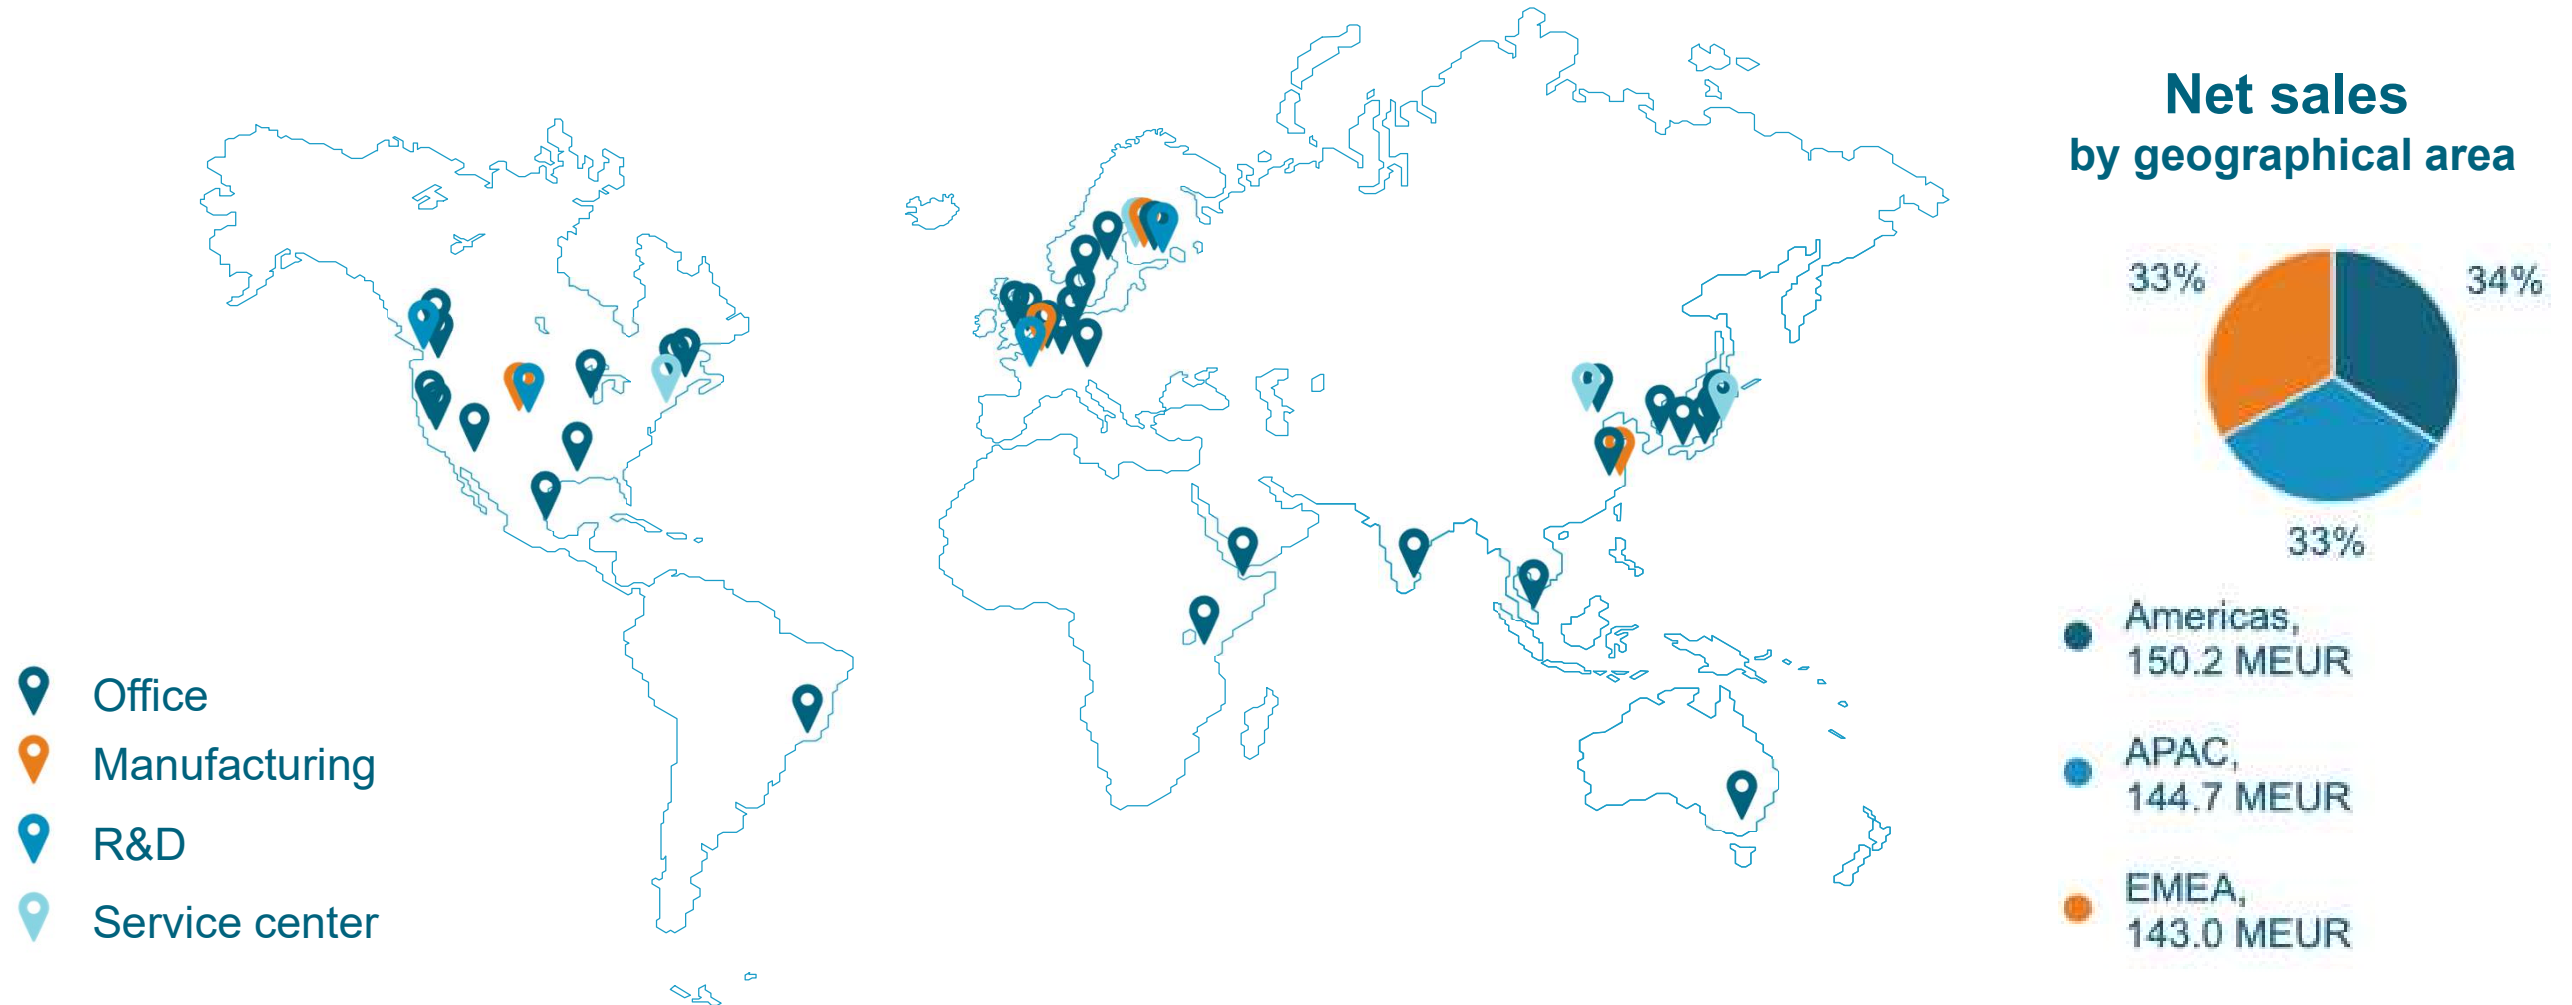 Net sales
by geographical area
33%
34%
33%
Americas,
150.2 MEUR
APAC,
144.7 MEUR
EMEA,
143.0 MEUR
Office
Manufacturing
R&D
Service center